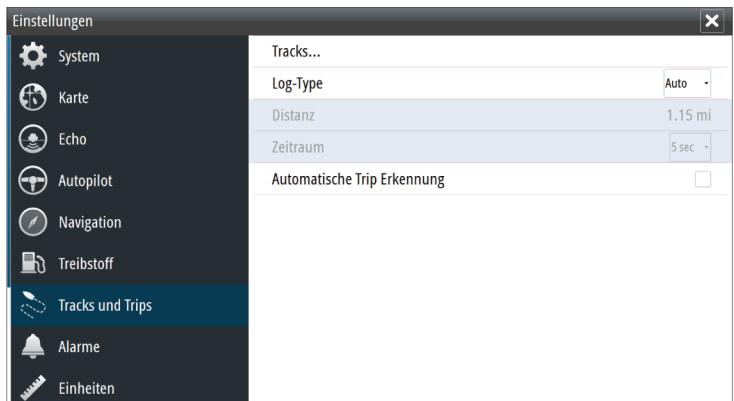 Einstellungen
System
Karte
Echo
Autopilot
Navigation
Treibstoff
Tracks und Trips
Alarme
Einheiten
Tracks...
Log-Type Auto
Distanz 1.15 mi
Zeitraum 5 sec
Automatische Trip Erkennung